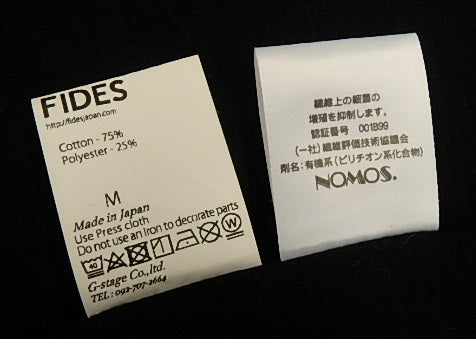 FIDES
http://fidesjapan.com
Cotton - 75%
Polyester - 25%
M
Made in Japan
Use Press cloth
Do not use an Iron to decorate parts
40
W
G-stage Co.,ltd.
TEL : 092-707-2664
繊維上の細菌の
増殖を抑制します。
認証番号 001B99
(一社)繊維評価技術協議会
剤名:有機系(ピリチオン系化合物)
NOMOS.